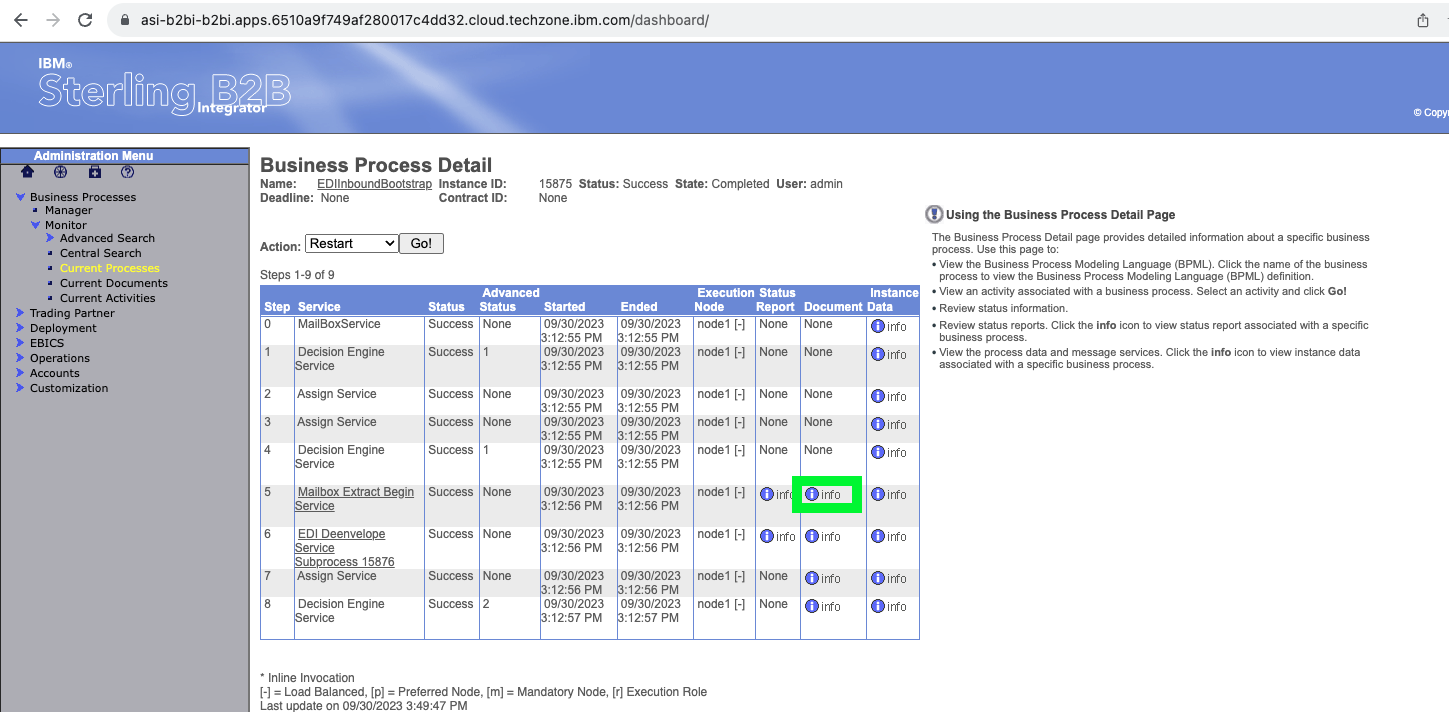 asi-b2bi-b2bi.apps.6510a9f749af280017c4dd32.cloud.techzone.ibm.com/dashboard/
IBM®
Sterling B2B
Integrator
© Copy
Administration Menu
Business Processes
Manager
Monitor
Advanced Search
Central Search
Current Processes
Current Documents
Current Activities
Trading Partner
Deployment
EBICS
Operations
Accounts
Customization
Business Process Detail
Name: EDIInboundBootstrap Instance ID: 15875 Status: Success State: Completed User: admin
Deadline: None Contract ID: None
Action: Restart Go!
Steps 1-9 of 9
Advanced Execution Status Instance
Step Service Status Status Started Ended Node Report Document Data
0 MailBoxService Success None 09/30/2023 09/30/2023 node1 [-] None None info
3:12:55 PM 3:12:55 PM
1 Decision Engine Success 1 09/30/2023 09/30/2023 node1 [-] None None info
Service 3:12:55 PM 3:12:55 PM
2 Assign Service Success None 09/30/2023 09/30/2023 node1 [-] None None info
3:12:55 PM 3:12:55 PM
3 Assign Service Success None 09/30/2023 09/30/2023 node1 [-] None None info
3:12:55 PM 3:12:55 PM
4 Decision Engine Success 1 09/30/2023 09/30/2023 node1 [-] None None info
Service 3:12:55 PM 3:12:55 PM
5 Mailbox Extract Begin Success None 09/30/2023 09/30/2023 node1 [-] info info info
Service 3:12:55 PM 3:12:56 PM
6 EDI Deenvelope Success None 09/30/2023 09/30/2023 node1 [-] info info info
Service 3:12:56 PM 3:12:56 PM
Subprocess 15876
7 Assign Service Success None 09/30/2023 09/30/2023 node1 [-] None info info
3:12:56 PM 3:12:56 PM
8 Decision Engine Success 2 09/30/2023 09/30/2023 node1 [-] None info info
Service 3:12:57 PM 3:12:57 PM
* Inline Invocation
[-] = Load Balanced, [p] = Preferred Node, [m] = Mandatory Node, [r] Execution Role
Last update on 09/30/2023 3:49:47 PM
Using the Business Process Detail Page
The Business Process Detail page provides detailed information about a specific business
process. Use this page to:
• View the Business Process Modeling Language (BPML). Click the name of the business
process to view the Business Process Modeling Language (BPML) definition.
• View an activity associated with a business process. Select an activity and click Go!
• Review status information.
• Review status reports. Click the info icon to view status report associated with a specific
business process.
• View the process data and message services. Click the info icon to view instance data
associated with a specific business process.